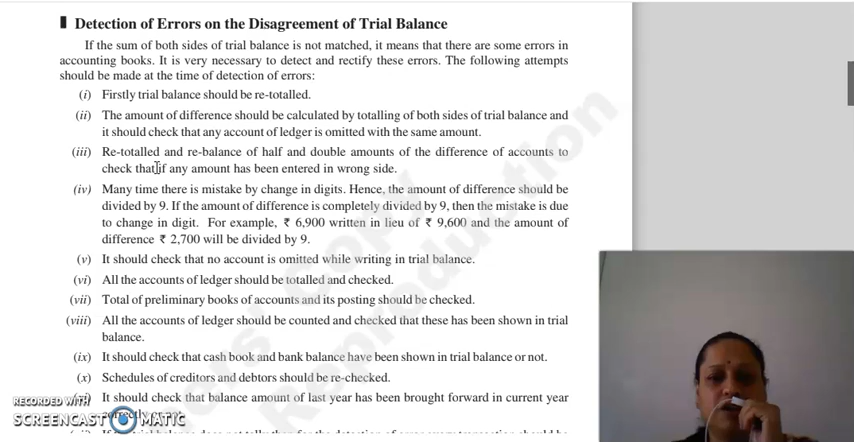 Detection of Errors on the Disagreement of Trial Balance
If the sum of both sides of trial balance is not matched, it means that there are some errors in
accounting books. It is very necessary to detect and rectify these errors. The following attempts
should be made at the time of detection of errors:
(i) Firstly trial balance should be re-totalled.
(ii) The amount of difference should be calculated by totalling of both sides of trial balance and
it should check that any account of ledger is omitted with the same amount.
(iii) Re-totalled and re-balance of half and double amounts of the difference of accounts to
check that if any amount has been entered in wrong side.
(iv) Many time there is mistake by change in digits. Hence, the amount of difference should be
divided by 9. If the amount of difference is completely divided by 9, then the mistake is due
to change in digit. For example, ₹ 6,900 written in lieu of ₹ 9,600 and the amount of
difference ₹ 2,700 will be divided by 9.
(v) It should check that no account is omitted while writing in trial balance.
(vi) All the accounts of ledger should be totalled and checked.
(vii) Total of preliminary books of accounts and its posting should be checked.
(viii) All the accounts of ledger should be counted and checked that these has been shown in trial
balance.
(ix) It should check that cash book and bank balance have been shown in trial balance or not.
(x) Schedules of creditors and debtors should be re-checked.
It should check that balance amount of last year has been brought forward in current year
RECORDED WITH
SCREENCAST MATIC
Copy
Reproduction